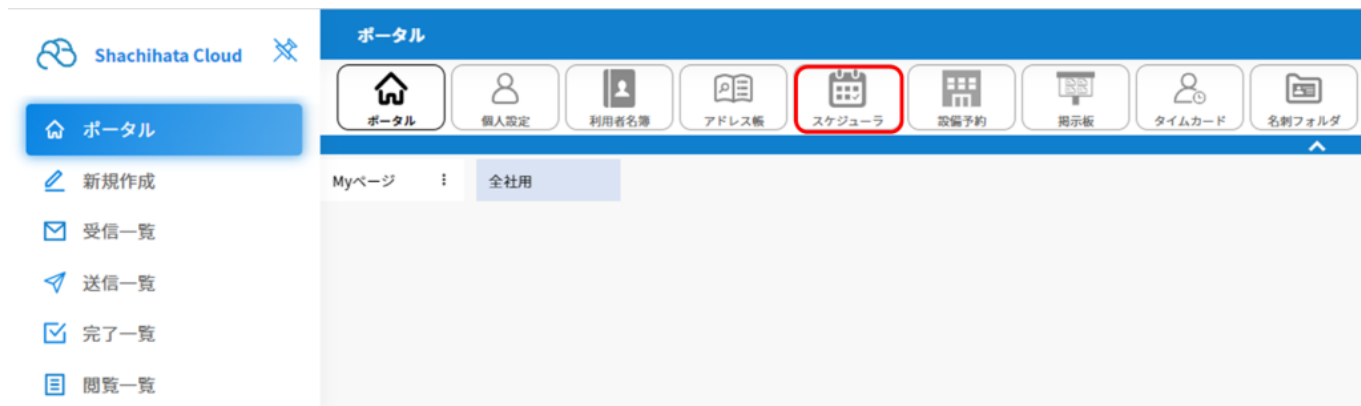 Shachihata Cloud
ポータル
新規作成
受信一覧
送信一覧
完了一覧
閲覧一覧
ポータル
ポータル
個人設定
利用者名簿
アドレス帳
スケジューラ
設備予約
掲示板
タイムカード
名刺フォルダ
Myページ
全社用